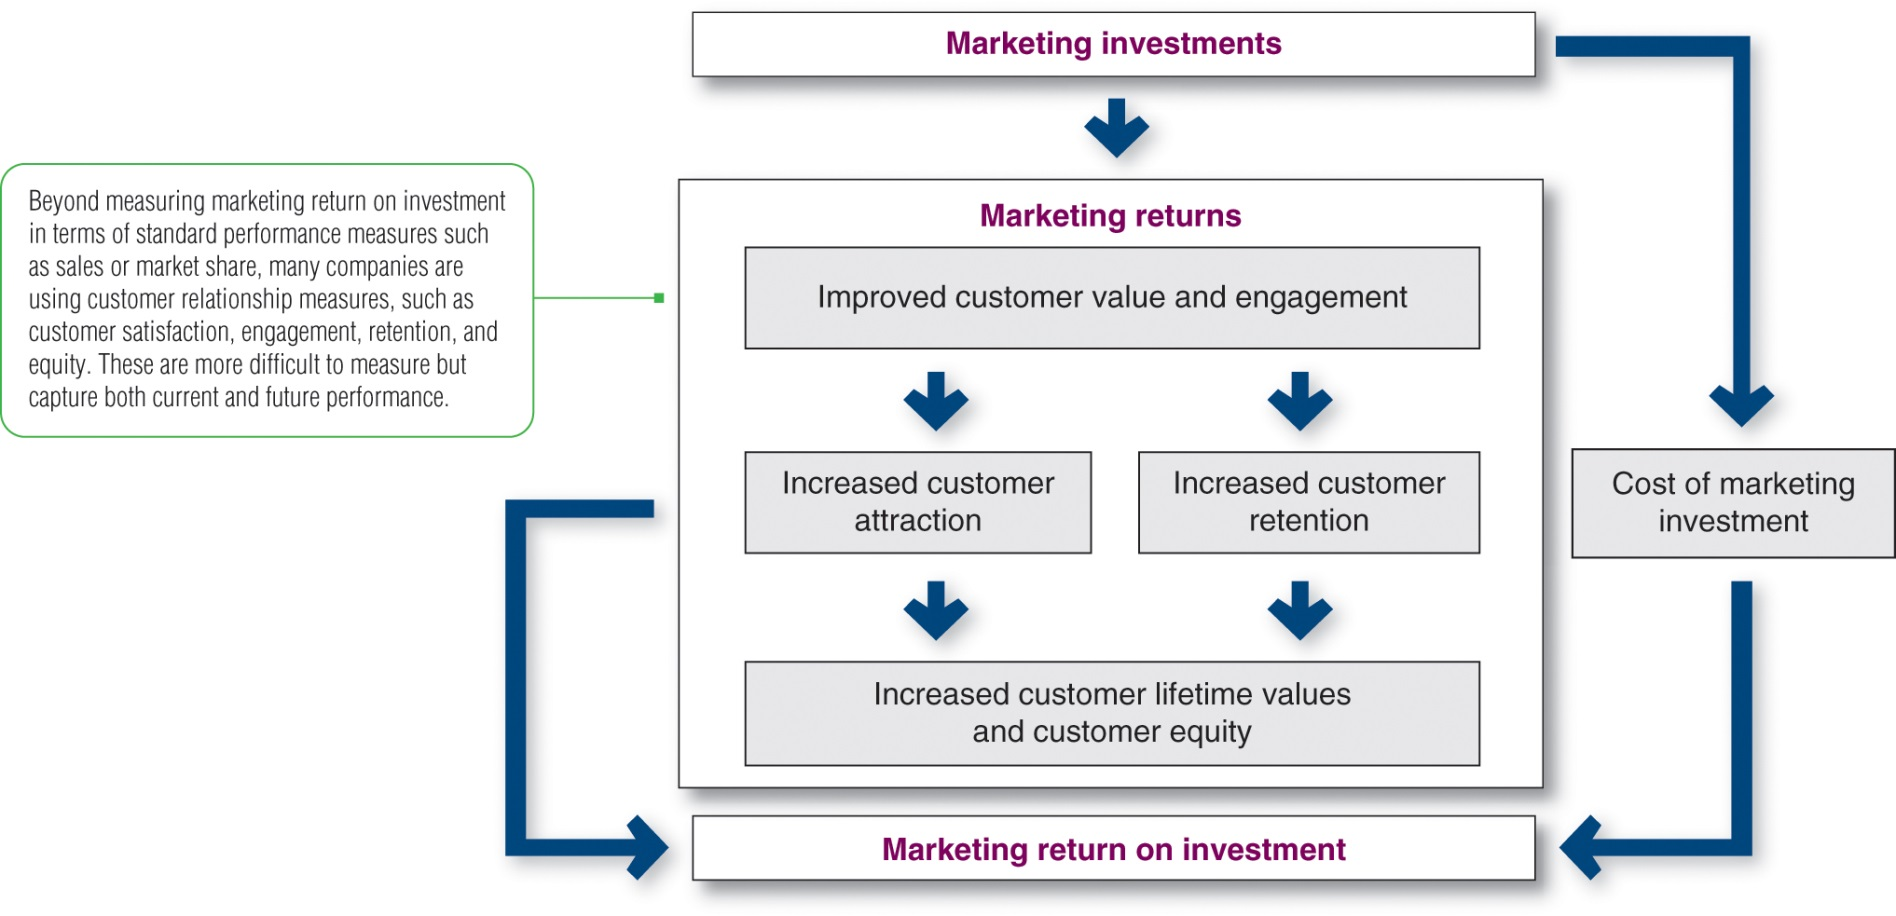 Marketing investments
Beyond measuring marketing return on investment
in terms of standard performance measures such
as sales or market share, many companies are
using customer relationship measures, such as
customer satisfaction, engagement, retention, and
equity. These are more difficult to measure but
capture both current and future performance.
Marketing returns
Improved customer value and engagement
Increased customer
attraction
Increased customer
retention
Cost of marketing
investment
Increased customer lifetime values
and customer equity
Marketing return on investment